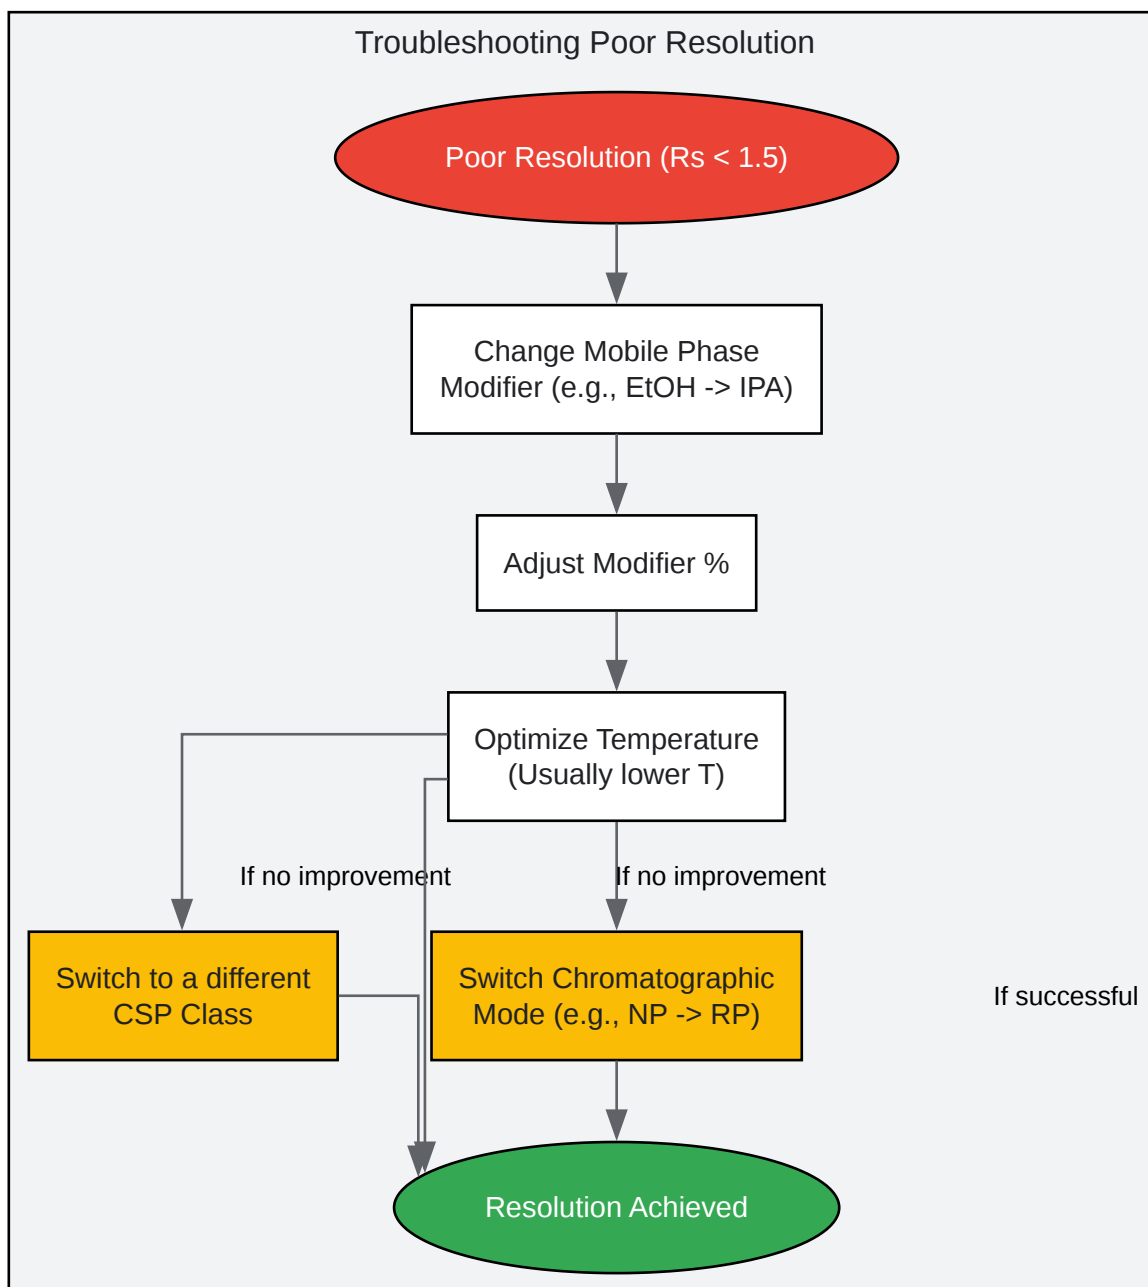 Troubleshooting Poor Resolution
Poor Resolution (Rs < 1.5)
Change Mobile Phase
Modifier (e.g., EtOH -> IPA)
Adjust Modifier %
Optimize Temperature
(Usually lower T)
If no improvement
If no improvement
Switch to a different
CSP Class
Switch Chromatographic
Mode (e.g., NP -> RP)
If successful
Resolution Achieved